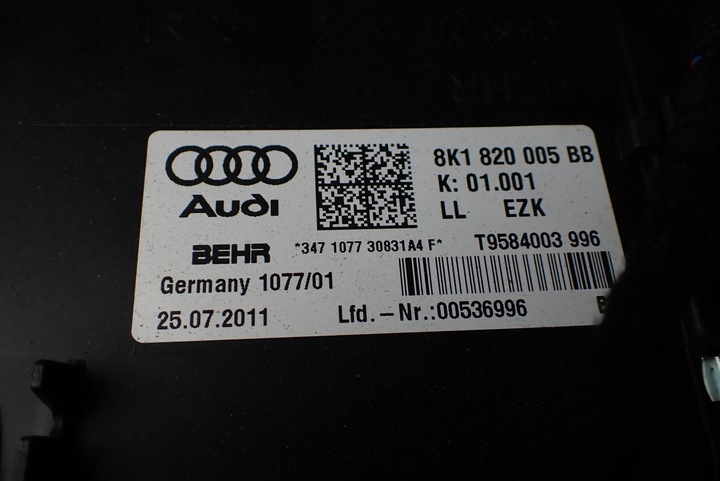 8K1 820 005 BB
K: 01.001
Audi
LL EZK
BEHR *347 1077 30831A4 F* T9584003 996
Germany 1077/01
25.07.2011 Lfd.-Nr.:00536996